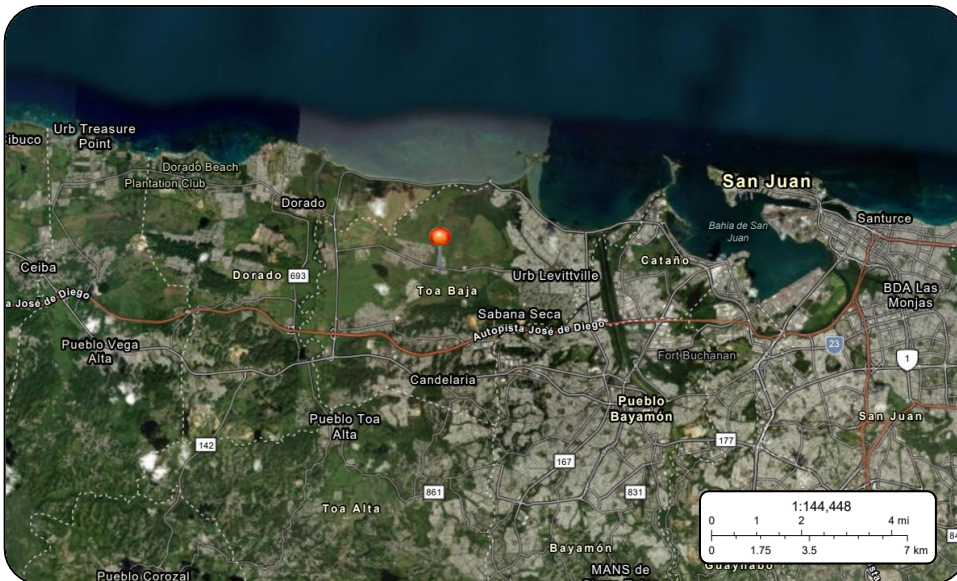 Urb Treasure
Point
Cibuco
Dorado Beach
Plantation Club
San Juan
Dorado
Santurce
Bahia de San
Juan
Cataño
Ceiba
Dorado
693
Urb Levittville
Toa Baja
BDA Las
Monjas
a José de Diego
Sabana Seca
Autopista José de Diego
Pueblo Vega
Alta
Fort Buchanan
23
1
Candelaria
Pueblo
Bayamón
Pueblo Toa
Alta
San Juan
142
177
167
861
831
Toa Alta
1:144,448
0
1
2
4 mi
0
1.75
3.5
7 km
Bayamón
Guaynabo
MANS de
Pueblo Corozal